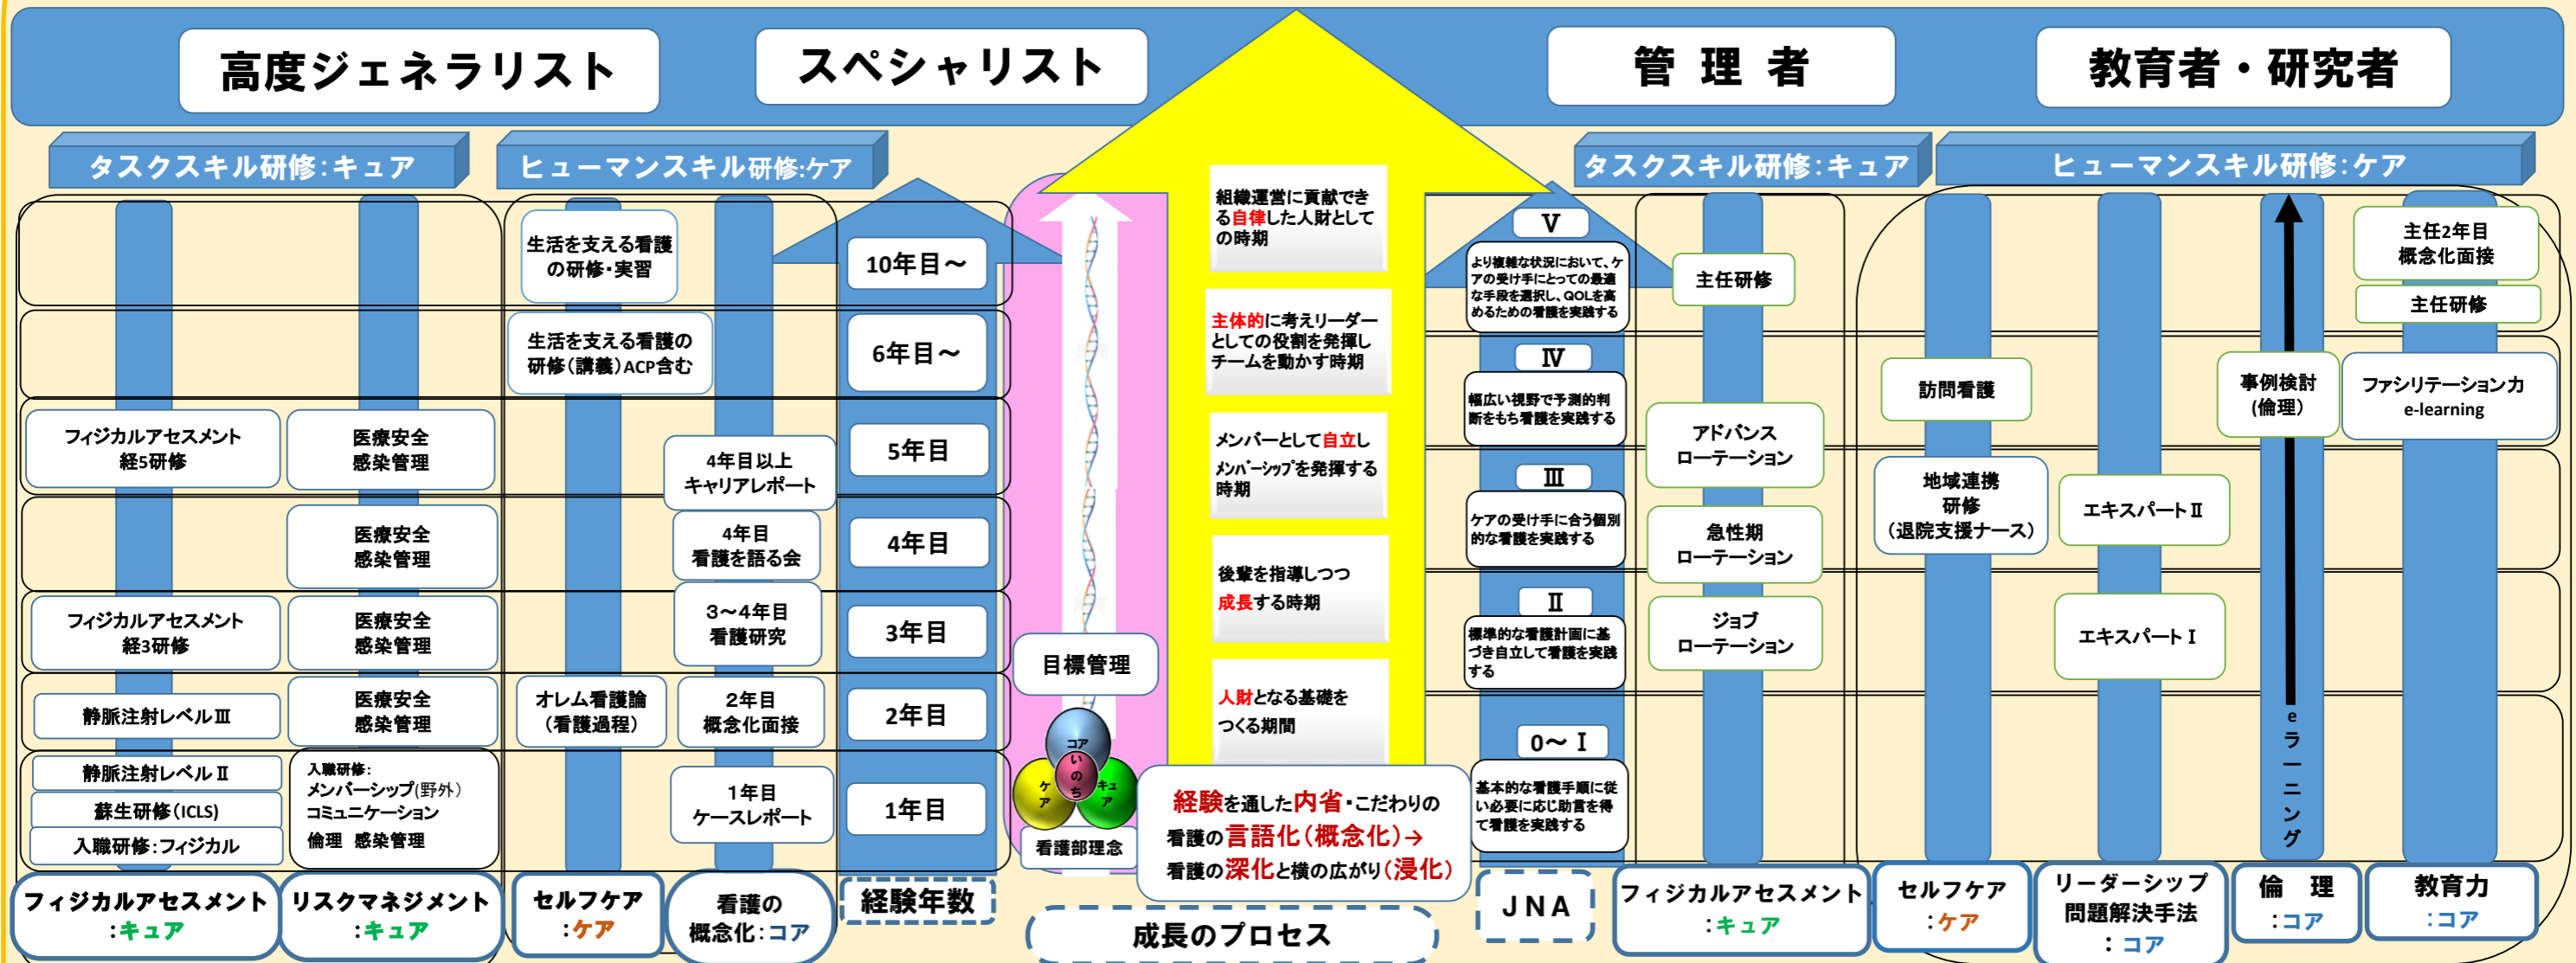 高度ジェネラリスト
スペシャリスト
管 理 者
教育者・研究者
タスクスキル研修：キュア
ヒューマンスキル研修:ケア
タスクスキル研修：キュア
ヒューマンスキル研修：ケア
生活を支える看護
の研修・実習
生活を支える看護の
研修（講義）ACP含む
フィジカルアセスメント
経5研修
医療安全
感染管理
4年目以上
キャリアレポート
医療安全
感染管理
4年目
看護を語る会
フィジカルアセスメント
経3研修
医療安全
感染管理
3～4年目
看護研究
静脈注射レベルⅢ
医療安全
感染管理
オレム看護論
（看護過程）
2年目
概念化面接
静脈注射レベルⅡ
蘇生研修（ICLS)
入職研修：フィジカル
入職研修：
メンバーシップ(野外）
コミュニケーション
倫理 感染管理
1年目
ケースレポート
フィジカルアセスメント
：キュア
リスクマネジメント
：キュア
セルフケア
：ケア
看護の
概念化：コア
10年目～
6年目～
5年目
4年目
3年目
2年目
1年目
経験年数
目標管理
コア
いのち
ケア
キュア
看護部理念
組織運営に貢献でき
る自律した人財として
の時期
主体的に考えリーダー
としての役割を発揮し
チームを動かす時期
メンバーとして自立し
ﾒﾝﾊﾞｰｼｯﾌﾟを発揮する
時期
後輩を指導しつつ
成長する時期
人財となる基礎を
つくる期間
経験を通した内省・こだわりの
看護の言語化（概念化）→
看護の深化と横の広がり（浸化）
成長のプロセス
Ⅴ
より複雑な状況において、ケ
アの受け手にとっての最適
な手段を選択し、QOLを高
めるための看護を実践する
Ⅳ
幅広い視野で予測的判
断をもち看護を実践する
Ⅲ
ケアの受け手に合う個別
的な看護を実践する
Ⅱ
標準的な看護計画に基
づき自立して看護を実践
する
0～Ⅰ
基本的な看護手順に従
い必要に応じ助言を得
て看護を実践する
JNA
主任研修
アドバンス
ローテーション
急性期
ローテーション
ジョブ
ローテーション
フィジカルアセスメント
：キュア
訪問看護
地域連携
研修
（退院支援ナース）
セルフケア
：ケア
エキスパートⅡ
エキスパートⅠ
リーダーシップ
問題解決手法
：コア
事例検討
(倫理）
eラーニング
倫 理
：コア
主任2年目
概念化面接
主任研修
ファシリテーション力
e-learning
教育力
：コア